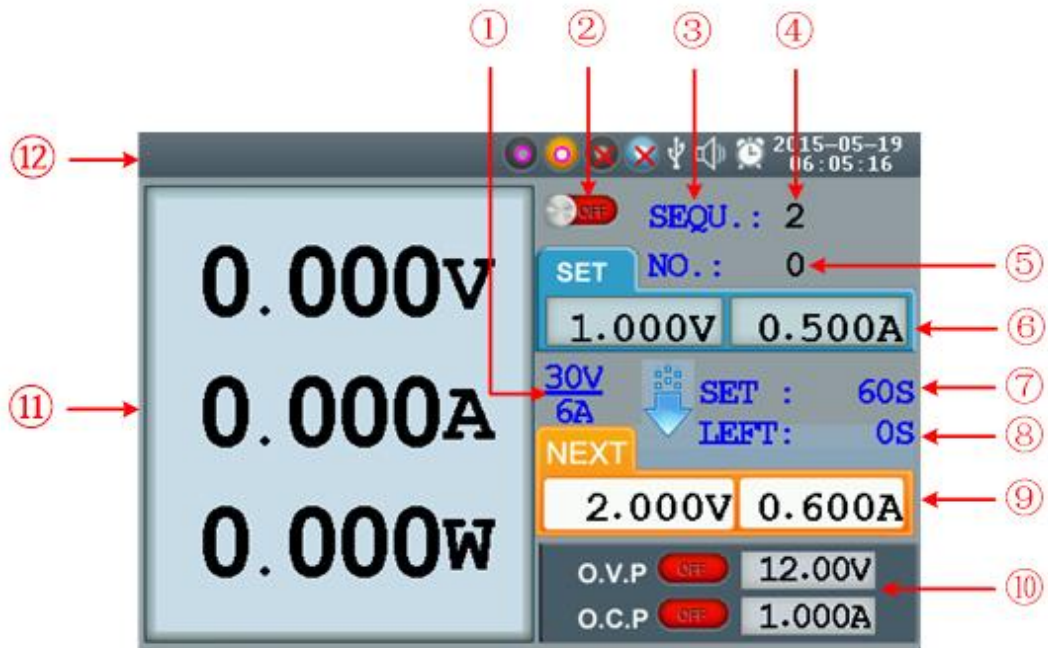 ① ② ③ ④
⑫ 2015-05-19
06:05:16
OFF SEQU.: 2
SET NO.: 0 ⑤
0.000V 1.000V 0.500A ⑥
30V SET : 60S ⑦
⑪ 0.000A 6A LEFT: 0S ⑧
NEXT
0.000W 2.000V 0.600A ⑨
O.V.P OFF 12.00V
O.C.P OFF 1.000A ⑩